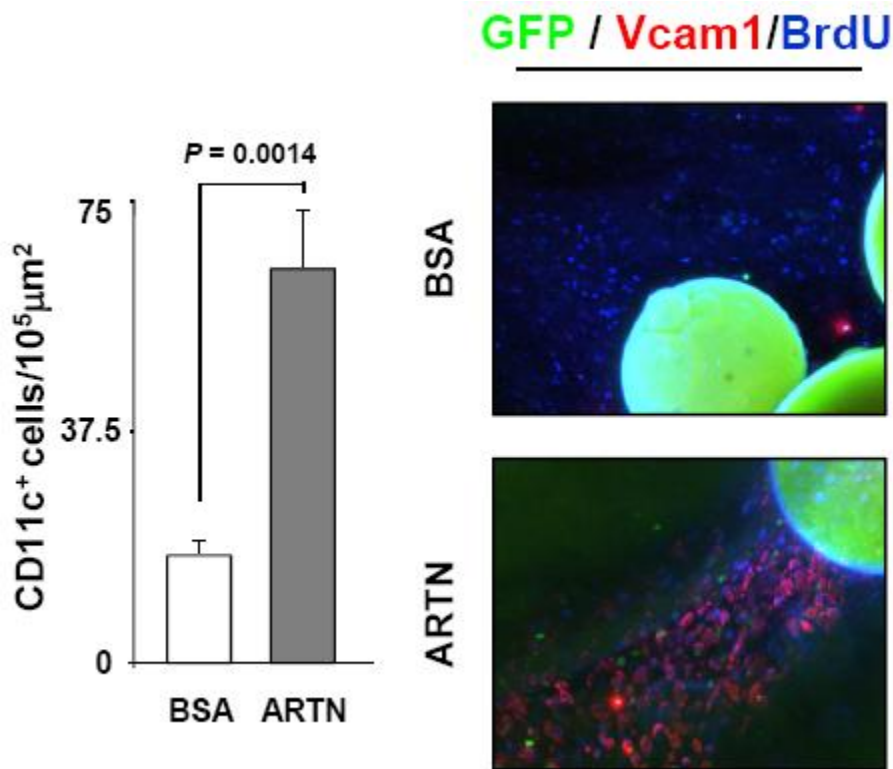 GFP / Vcam1/BrdU
P = 0.0014
75
37.5
0
CD11c⁺ cells/10⁵µm²
BSA ARTN
BSA
ARTN